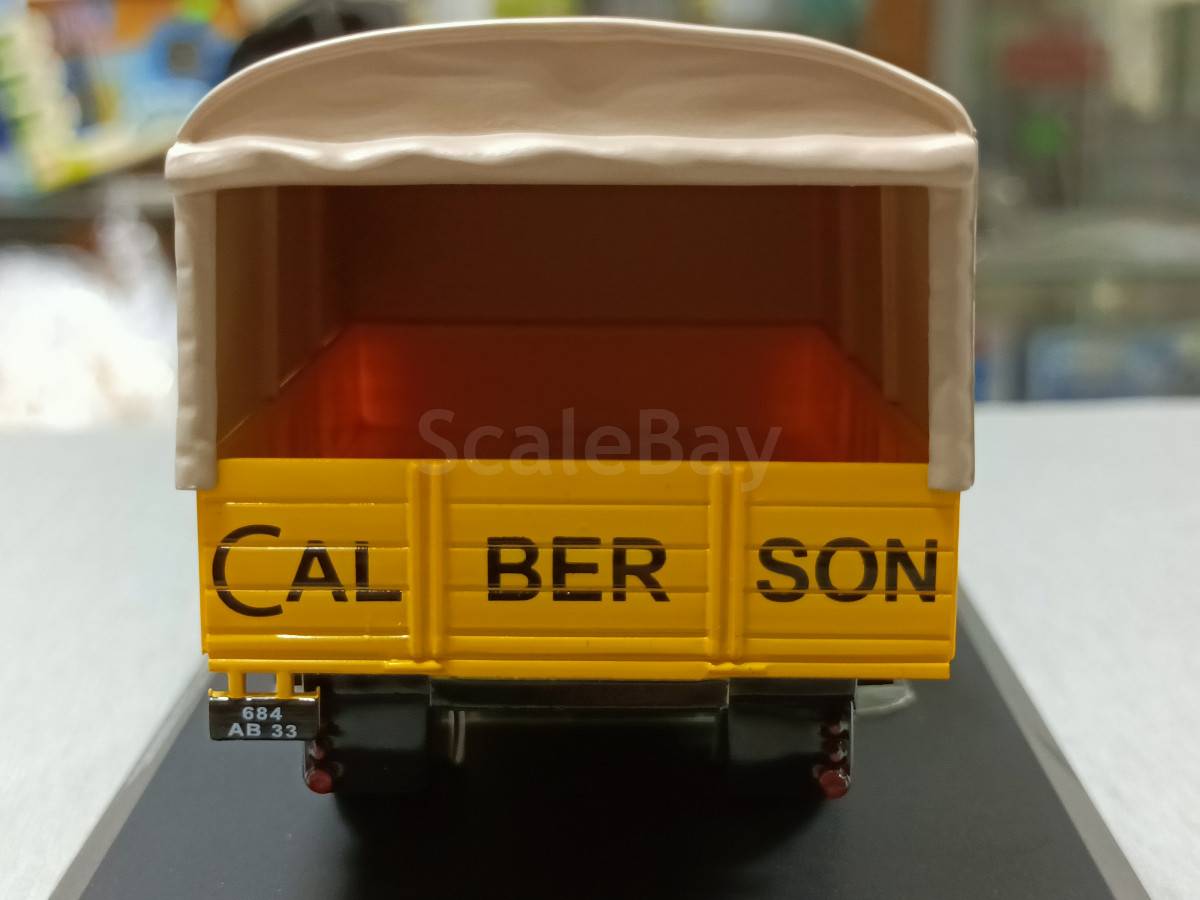 ScaleBay
CAL BER SON
684
AB 33